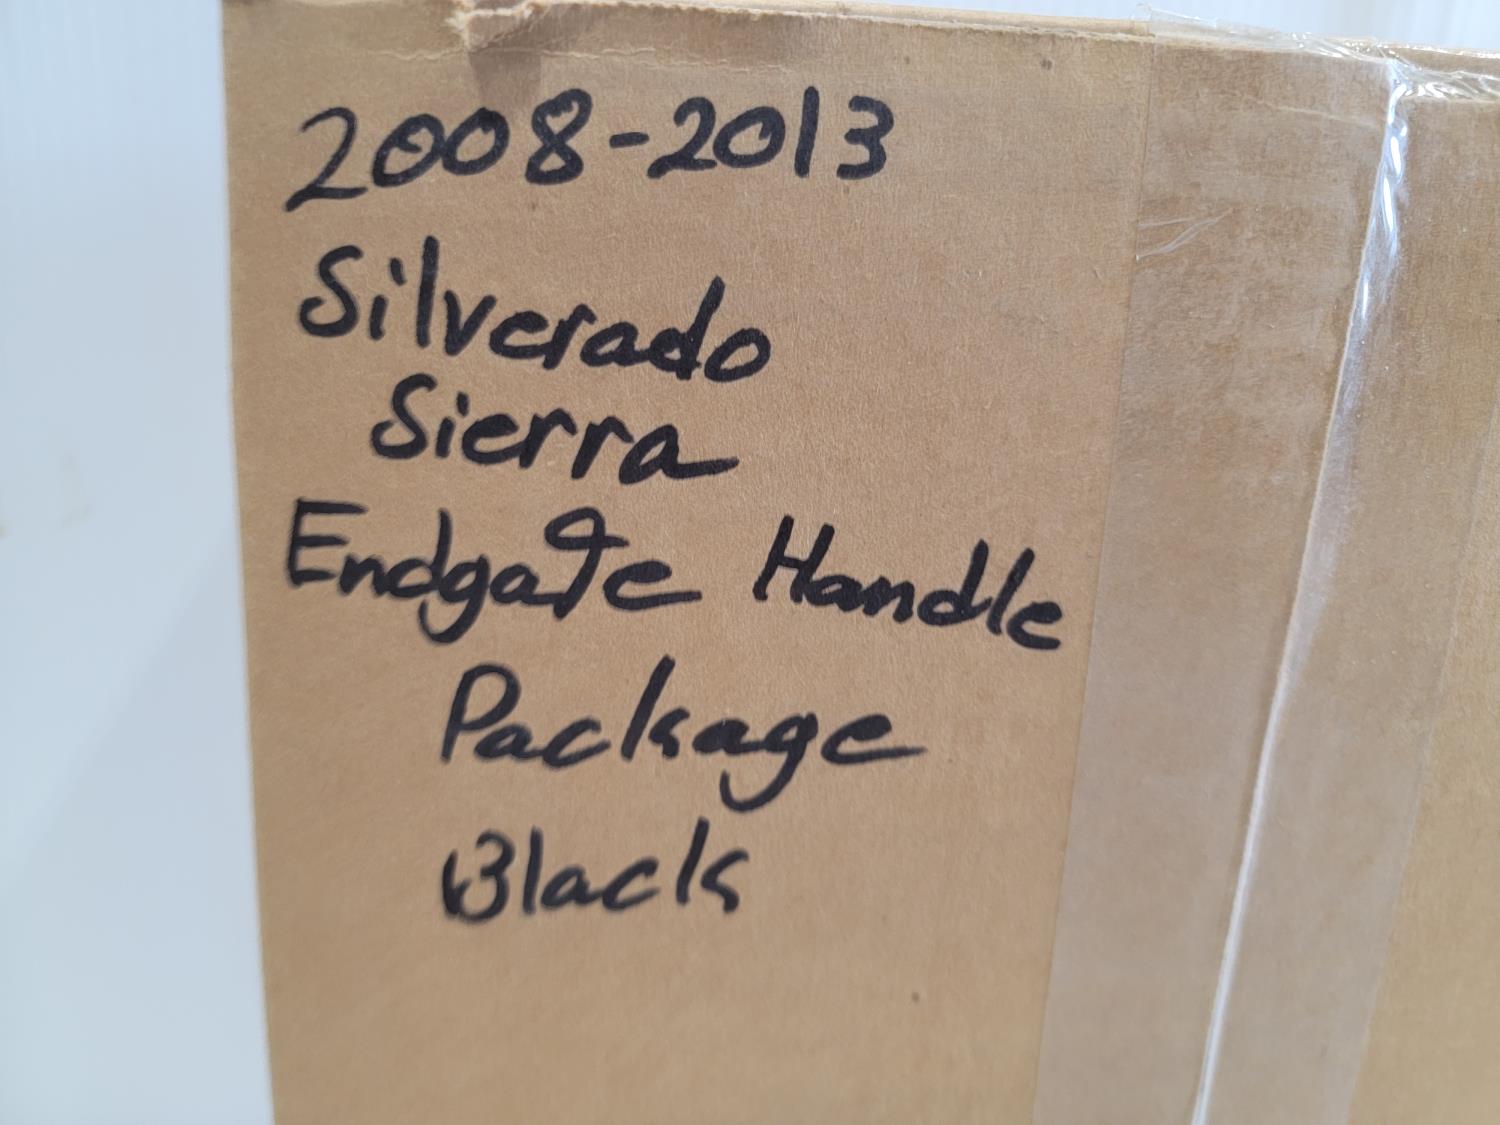 2008-2013
Silverado
Sierra
Endgate Handle
Package
Black